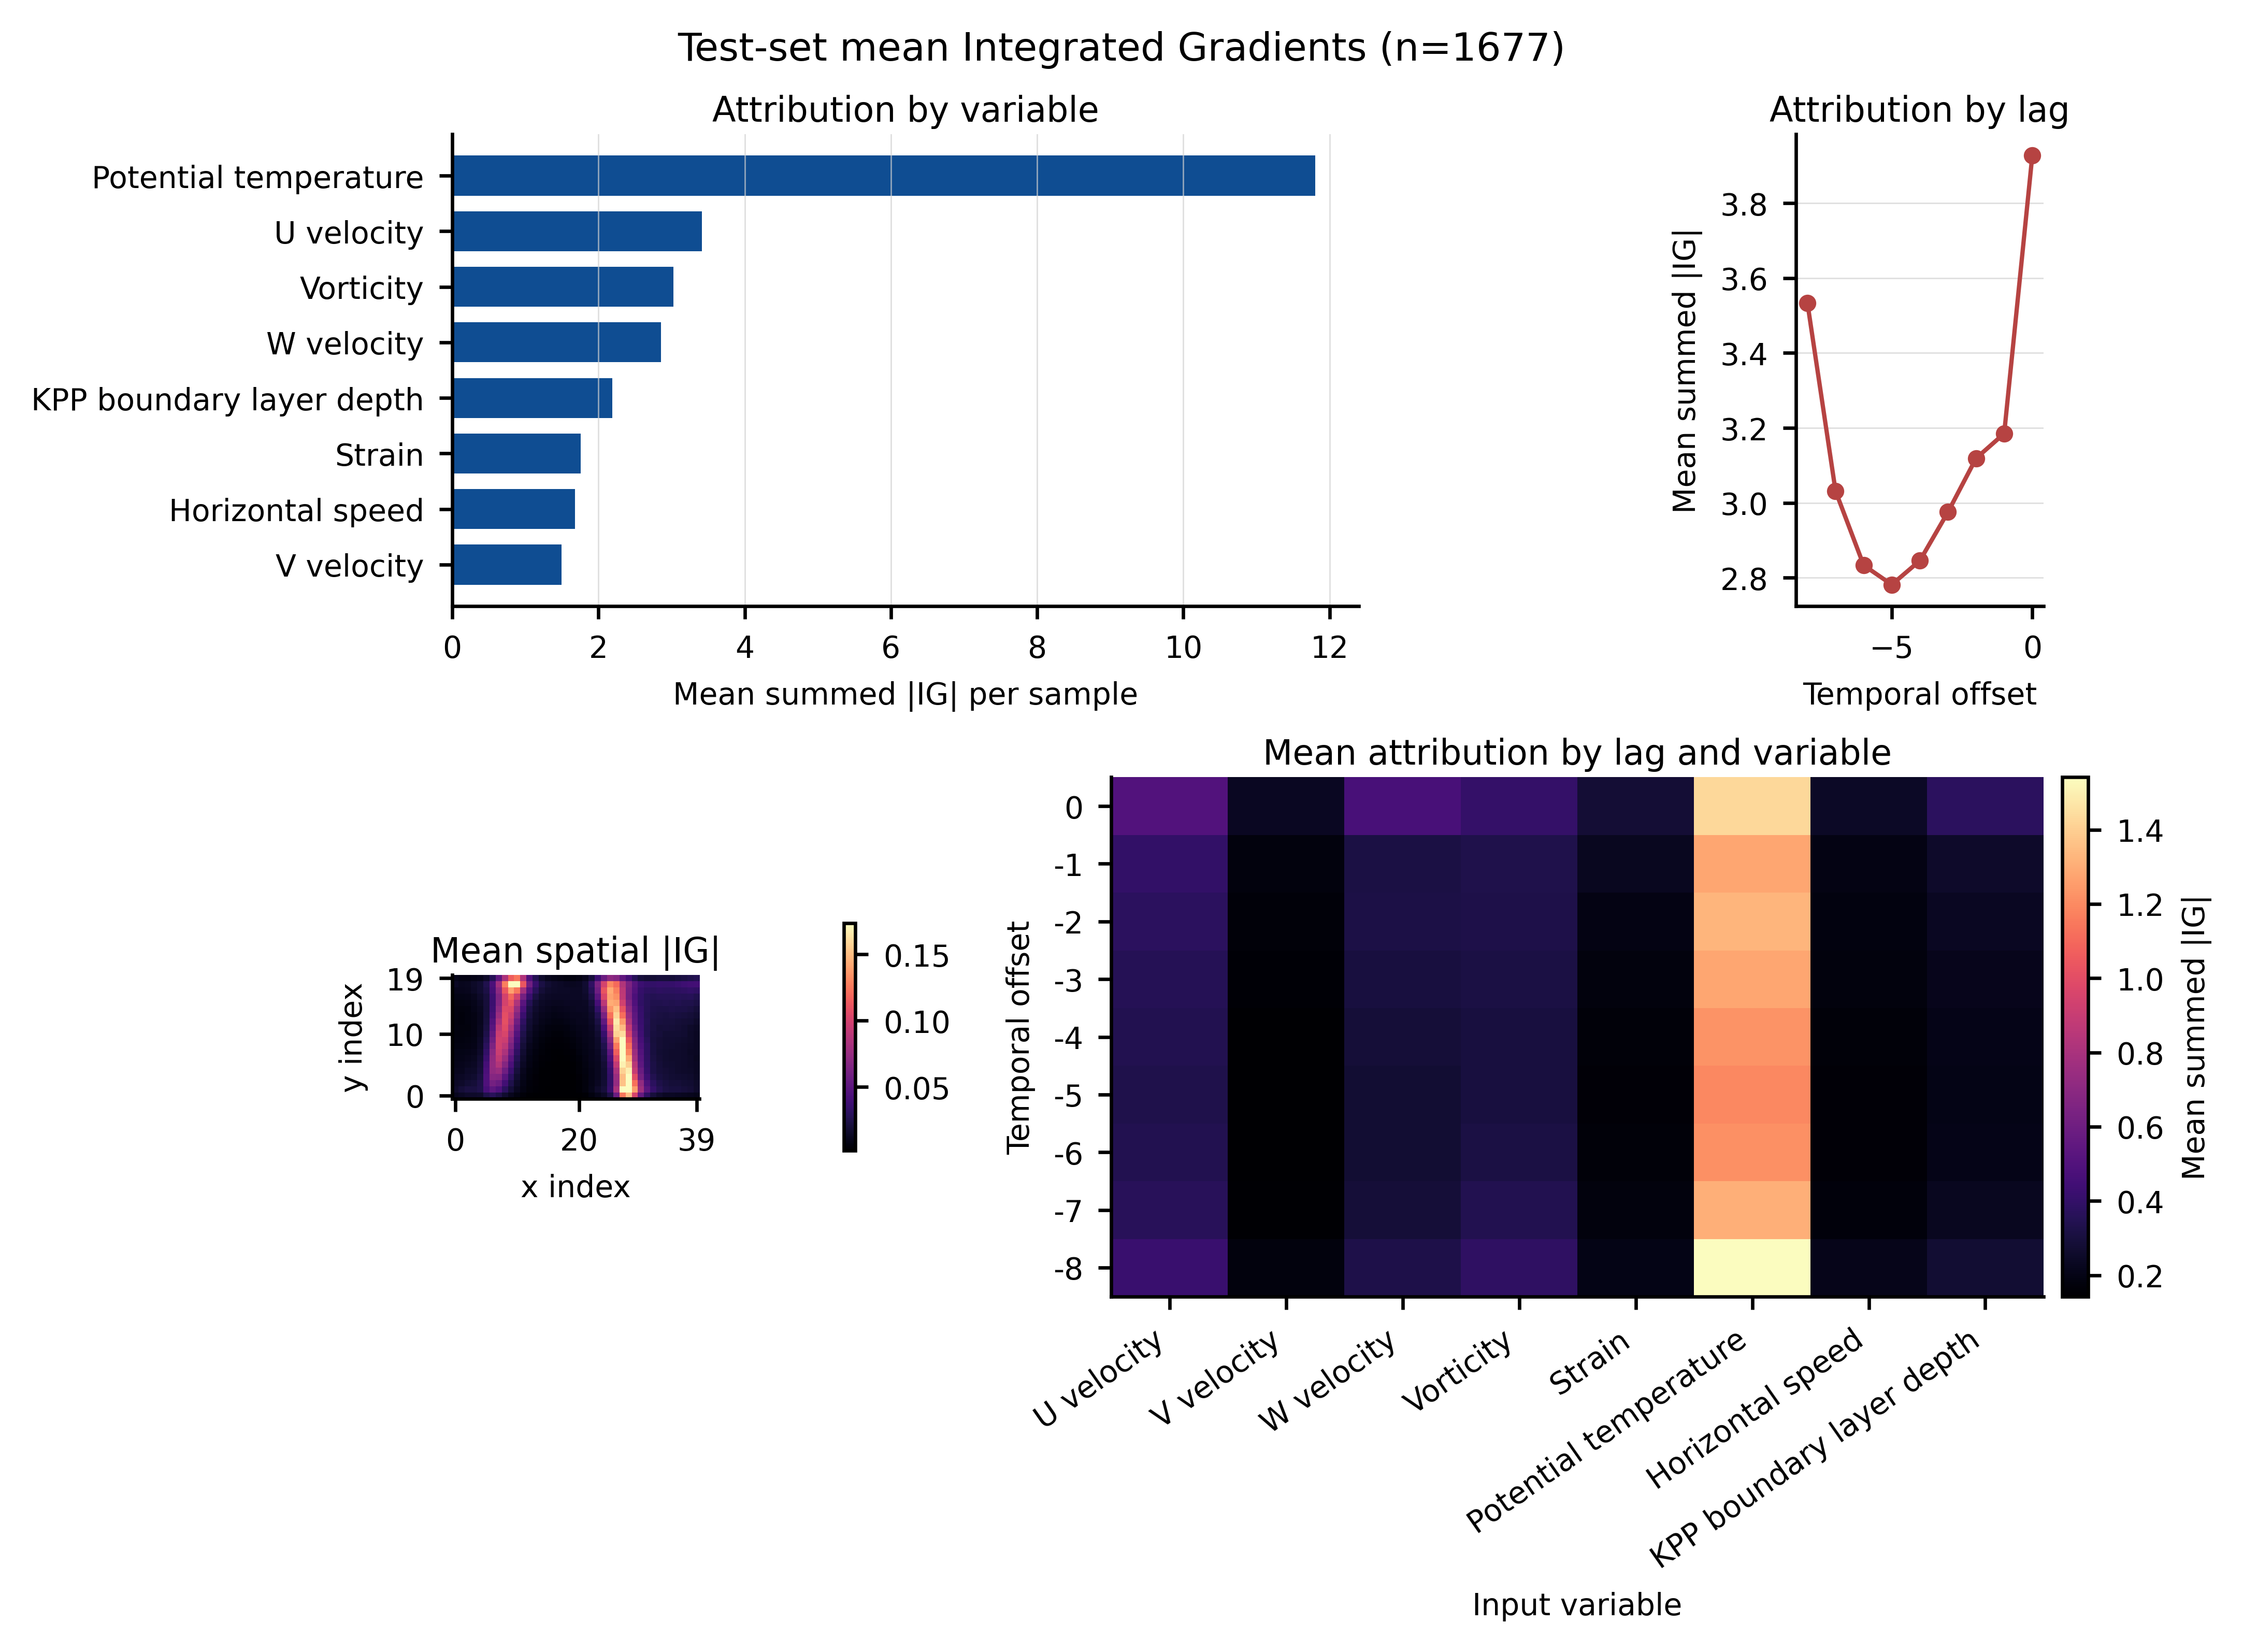 Test-set mean Integrated Gradients (n=1677)
Attribution by variable
Potential temperature
U velocity
Vorticity
W velocity
KPP boundary layer depth
Strain
Horizontal speed
V velocity
0 2 4 6 8 10 12
Mean summed |IG| per sample
Attribution by lag
Mean summed |IG|
3.8
3.6
3.4
3.2
3.0
2.8
−5 0
Temporal offset
Mean spatial |IG|
y index
19
10
0
0 20 39
x index
0.15
0.10
0.05
Mean attribution by lag and variable
Temporal offset
0
-1
-2
-3
-4
-5
-6
-7
-8
U velocity
V velocity
W velocity
Vorticity
Strain
Potential temperature
Horizontal speed
KPP boundary layer depth
Input variable
1.4
1.2
1.0
0.8
0.6
0.4
0.2
Mean summed |IG|